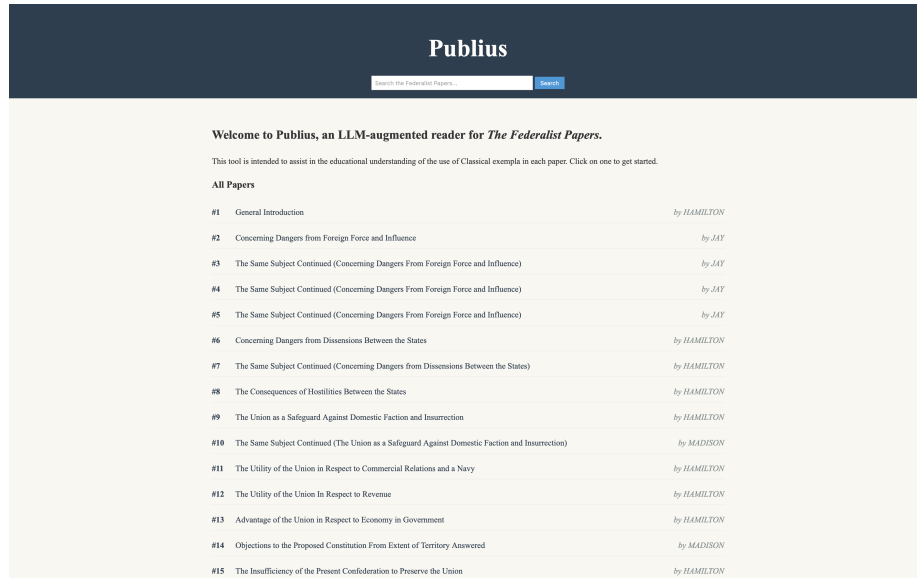 Publius
Search the Federalist Papers... Search
Welcome to Publius, an LLM-augmented reader for The Federalist Papers.
This tool is intended to assist in the educational understanding of the use of Classical exempla in each paper. Click on one to get started.
All Papers
#1 General Introduction by HAMILTON
#2 Concerning Dangers from Foreign Force and Influence by JAY
#3 The Same Subject Continued (Concerning Dangers From Foreign Force and Influence) by JAY
#4 The Same Subject Continued (Concerning Dangers From Foreign Force and Influence) by JAY
#5 The Same Subject Continued (Concerning Dangers From Foreign Force and Influence) by JAY
#6 Concerning Dangers from Dissensions Between the States by HAMILTON
#7 The Same Subject Continued (Concerning Dangers from Dissensions Between the States) by HAMILTON
#8 The Consequences of Hostilities Between the States by HAMILTON
#9 The Union as a Safeguard Against Domestic Faction and Insurrection by HAMILTON
#10 The Same Subject Continued (The Union as a Safeguard Against Domestic Faction and Insurrection) by MADISON
#11 The Utility of the Union in Respect to Commercial Relations and a Navy by HAMILTON
#12 The Utility of the Union In Respect to Revenue by HAMILTON
#13 Advantage of the Union in Respect to Economy in Government by HAMILTON
#14 Objections to the Proposed Constitution From Extent of Territory Answered by MADISON
#15 The Insufficiency of the Present Confederation to Preserve the Union by HAMILTON